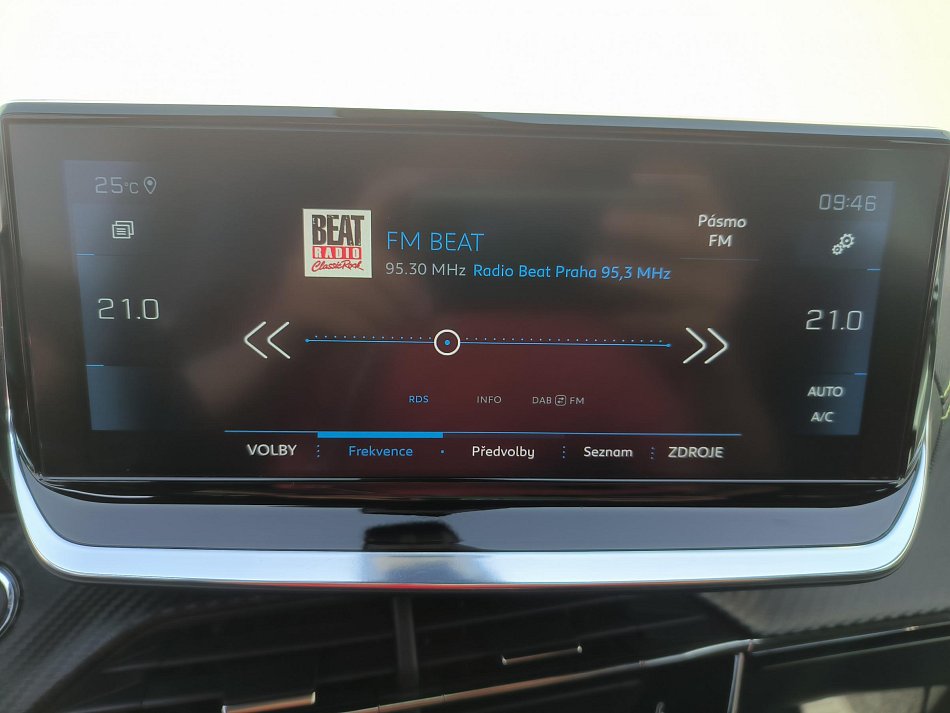 25°C
09:46
BEAT
RADIO
Classic Rock
FM BEAT
95.30 MHz Radio Beat Praha 95,3 MHz
Pásmo
FM
21.0
21.0
RDS INFO DAB FM
AUTO
A/C
VOLBY Frekvence Předvolby Seznam ZDROJE